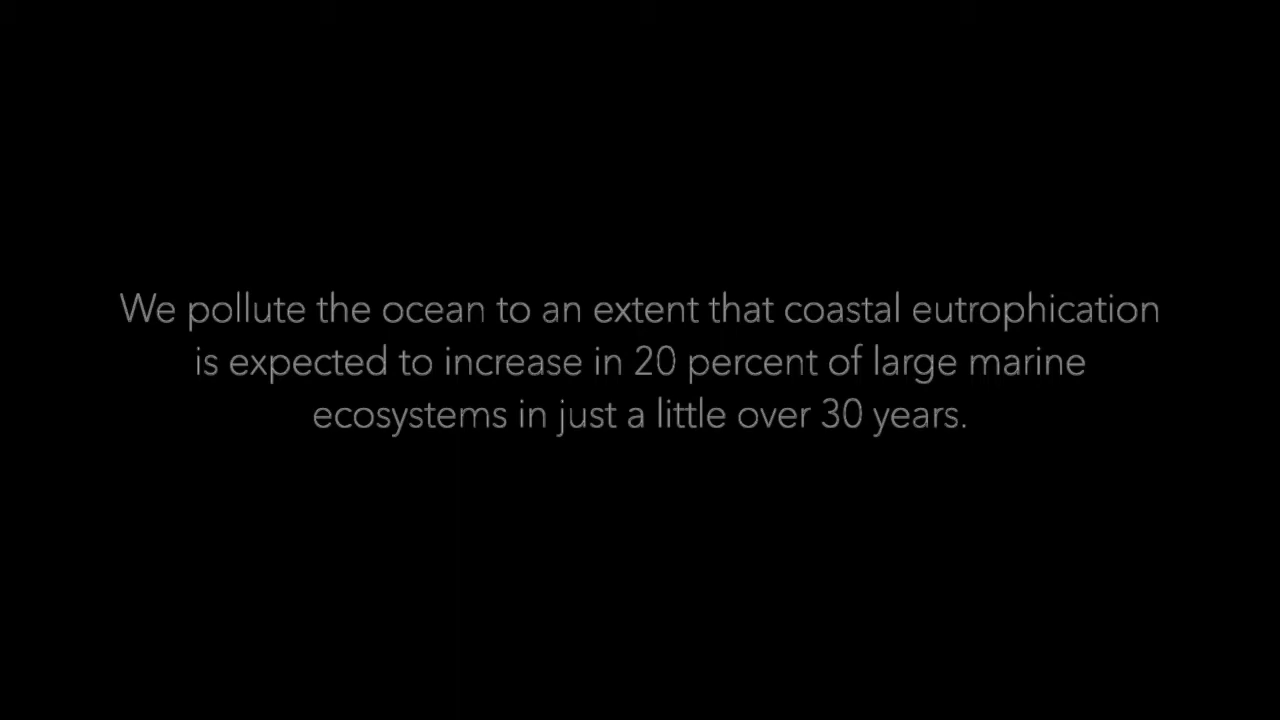 We pollute the ocean to an extent that coastal eutrophication
is expected to increase in 20 percent of large marine
ecosystems in just a little over 30 years.